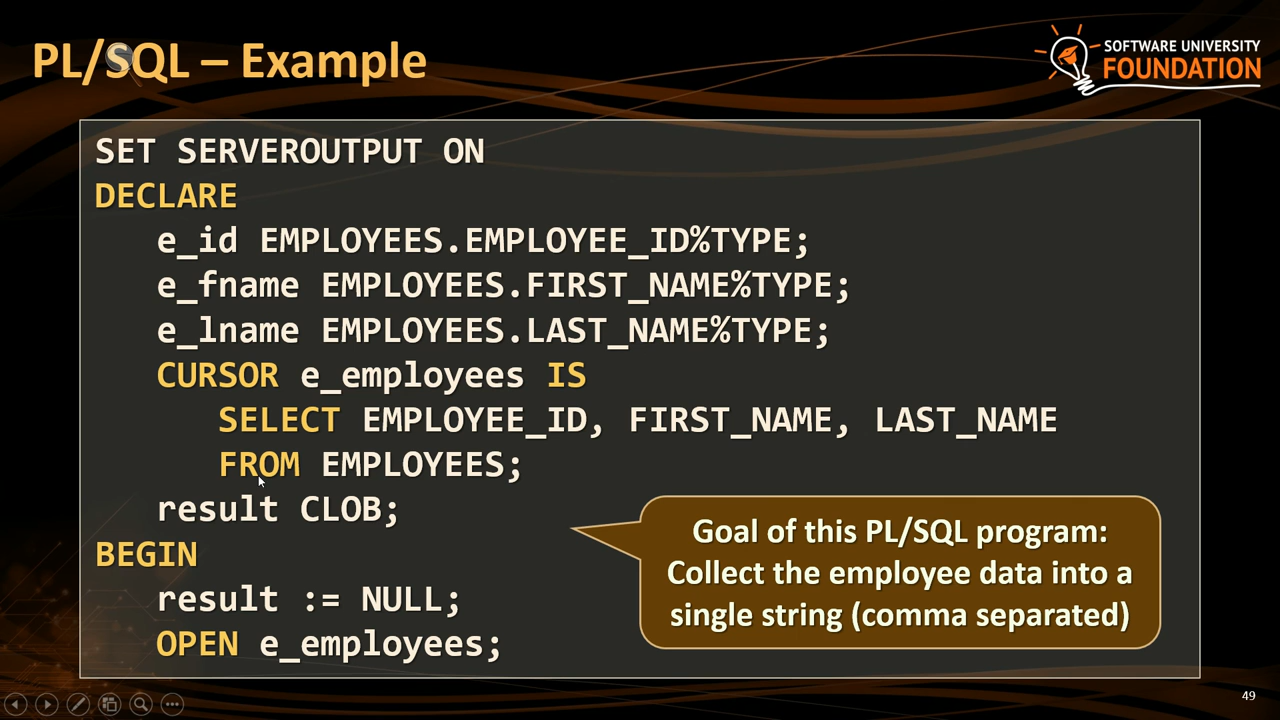 PL/SQL – Example
SOFTWARE UNIVERSITY
FOUNDATION
SET SERVEROUTPUT ON
DECLARE
e_id EMPLOYEES.EMPLOYEE_ID%TYPE;
e_fname EMPLOYEES.FIRST_NAME%TYPE;
e_lname EMPLOYEES.LAST_NAME%TYPE;
CURSOR e_employees IS
SELECT EMPLOYEE_ID, FIRST_NAME, LAST_NAME
FROM EMPLOYEES;
result CLOB;
BEGIN
result := NULL;
OPEN e_employees;
Goal of this PL/SQL program:
Collect the employee data into a
single string (comma separated)
49